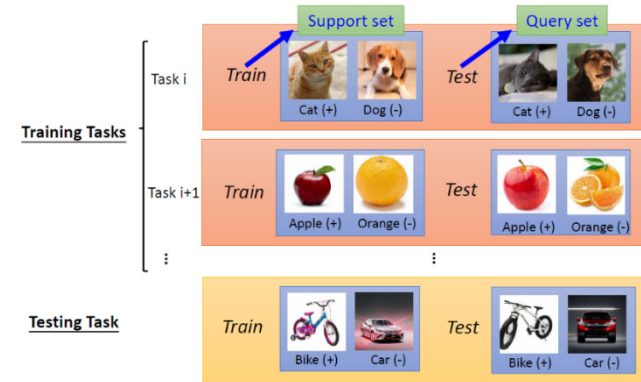 Support set
Query set
Task i
Train
Test
Cat (+)
Dog (-)
Cat (+)
Dog (-)
Training Tasks
Task i+1
Train
Test
Apple (+)
Orange (-)
Apple (+)
Orange (-)
⋮
⋮
Testing Task
Train
Test
Bike (+)
Car (-)
Bike (+)
Car (-)